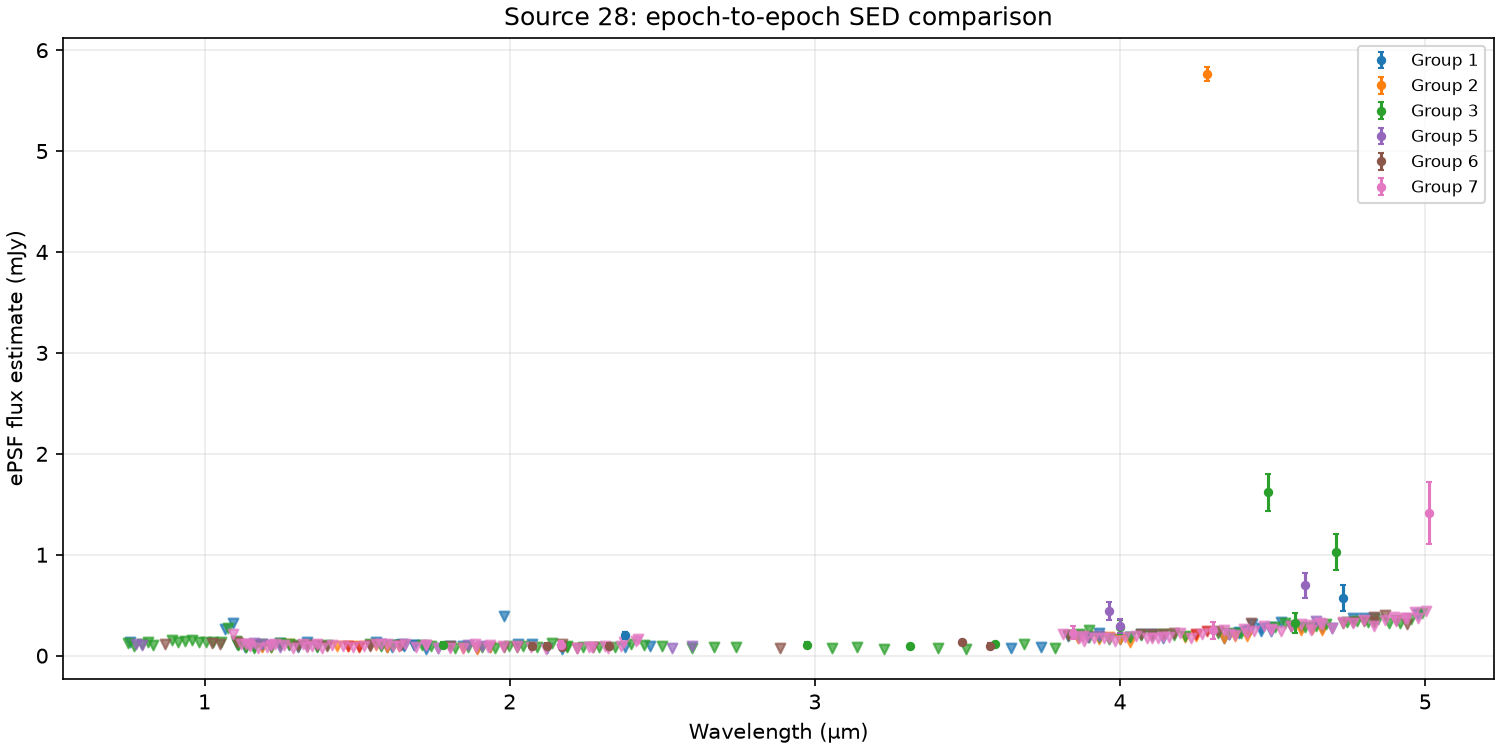 Source 28: epoch-to-epoch SED comparison
ePSF flux estimate (mJy)
6
5
4
3
2
1
0
Group 1
Group 2
Group 3
Group 5
Group 6
Group 7
1 2 3 4 5
Wavelength (μm)